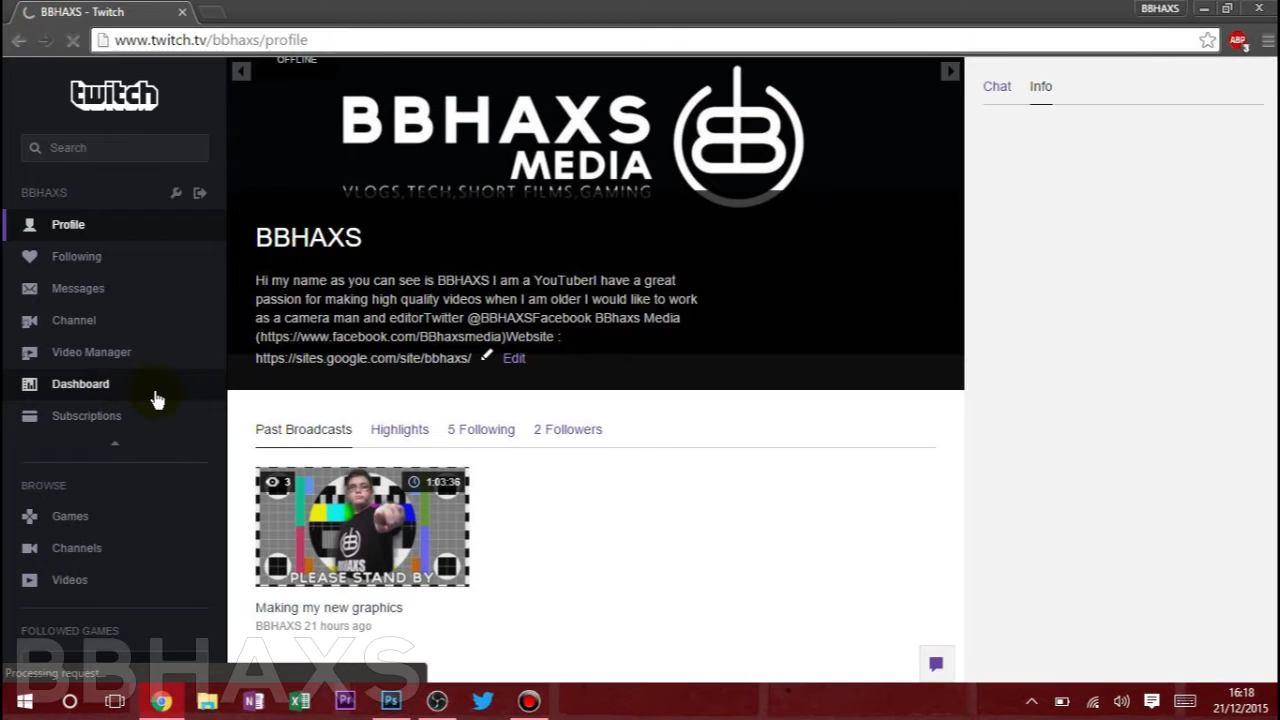 BBHAXS - Twitch
BBHAXS
www.twitch.tv/bbhaxs/profile
ABP
3
OFFLINE
twitch
Search
BBHAXS
Profile
Following
Messages
Channel
Video Manager
Dashboard
Subscriptions
BROWSE
Games
Channels
Videos
FOLLOWED GAMES
BBHAXS
Processing request...
BBHAXS
MEDIA
VLOGS,TECH,SHORT FILMS,GAMING
BBHAXS
Hi my name as you can see is BBHAXS I am a YouTuberI have a great
passion for making high quality videos when I am older I would like to work
as a camera man and editorTwitter @BBHAXSFacebook BBhaxs Media
(https://www.facebook.com/BBhaxsmedia)Website :
https://sites.google.com/site/bbhaxs/ Edit
Past Broadcasts Highlights 5 Following 2 Followers
3 1:03:36
PLEASE STAND BY
Making my new graphics
BBHAXS 21 hours ago
Chat Info
Pr
Ps
16:18
21/12/2015